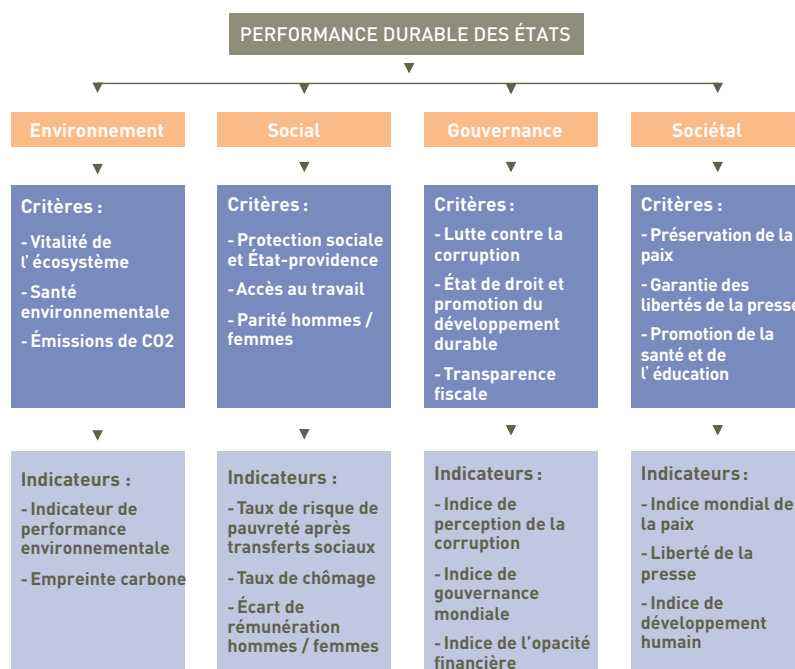 PERFORMANCE DURABLE DES ÉTATS
Environnement
Critères :
- Vitalité de
l’écosystème
- Santé
environnementale
- Émissions de CO2
Indicateurs :
- Indicateur de
performance
environnementale
- Empreinte carbone
Social
Critères :
- Protection sociale
et État-providence
- Accès au travail
- Parité hommes /
femmes
Indicateurs :
- Taux de risque de
pauvreté après
transferts sociaux
- Taux de chômage
- Écart de
rémunération
hommes / femmes
Gouvernance
Critères :
- Lutte contre la
corruption
- État de droit et
promotion du
développement
durable
- Transparence
fiscale
Indicateurs :
- Indice de
perception de la
corruption
- Indice de
gouvernance
mondiale
- Indice de l’opacité
financière
Sociétal
Critères :
- Préservation de la
paix
- Garantie des
libertés de la presse
- Promotion de la
santé et de
l’éducation
Indicateurs :
- Indice mondial de
la paix
- Liberté de la
presse
- Indice de
développement
humain